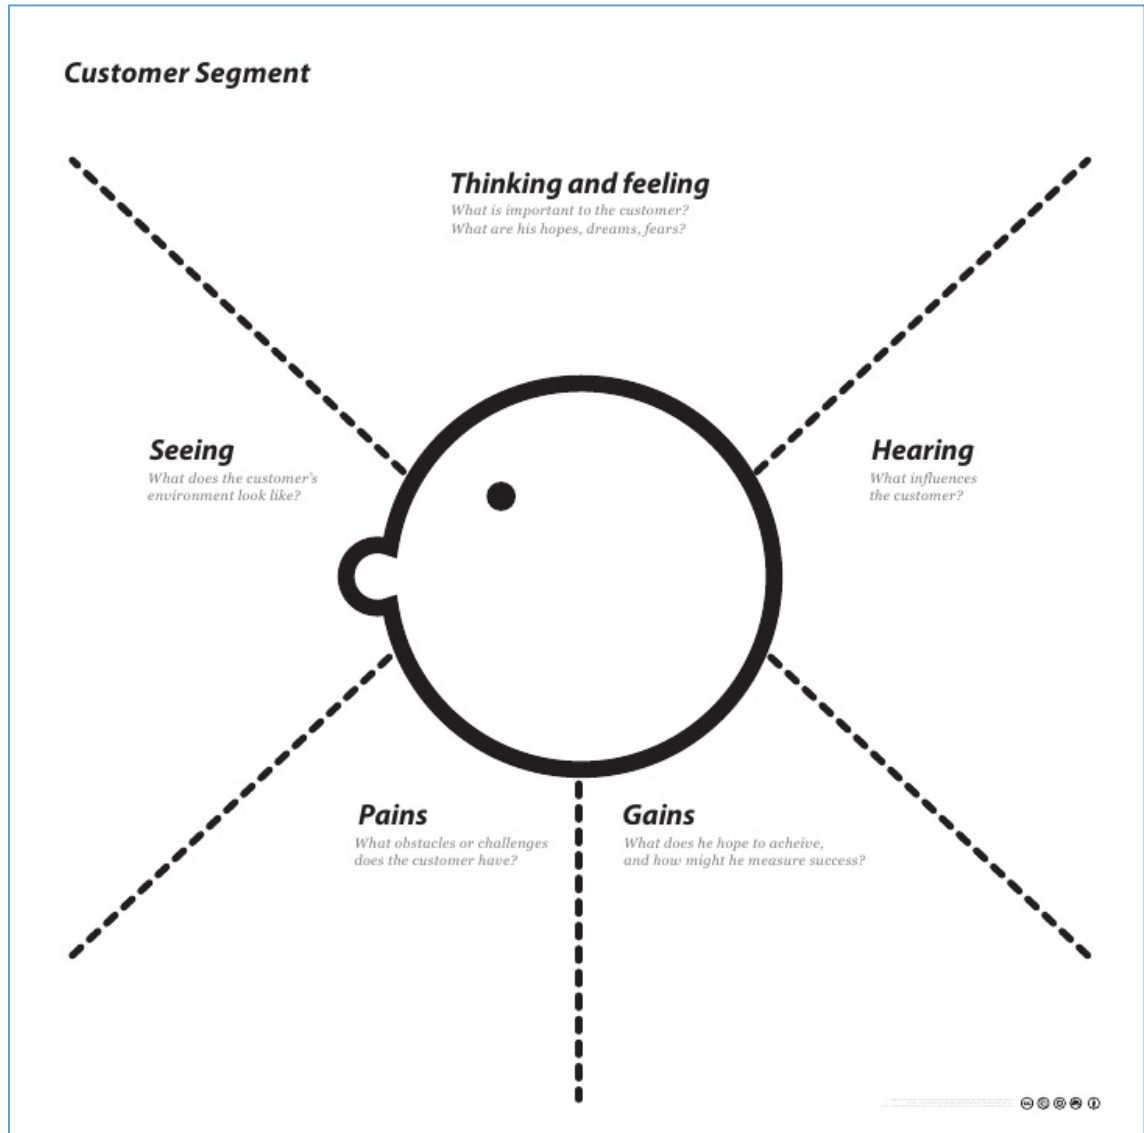 Customer Segment
Thinking and feeling
What is important to the customer?
What are his hopes, dreams, fears?
Seeing
What does the customer's
environment look like?
Hearing
What influences
the customer?
Pains
What obstacles or challenges
does the customer have?
Gains
What does he hope to acheive,
and how might he measure success?